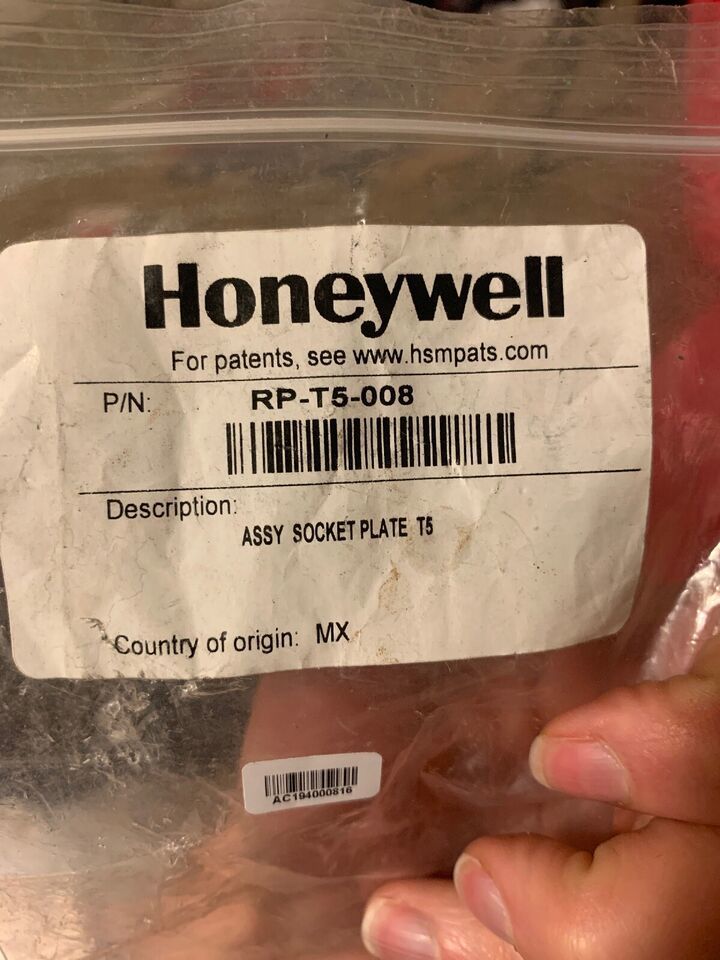 Honeywell
For patents, see www.hsmpats.com
P/N: RP-T5-008
Description:
ASSY SOCKET PLATE T5
Country of origin: MX
AC194000816